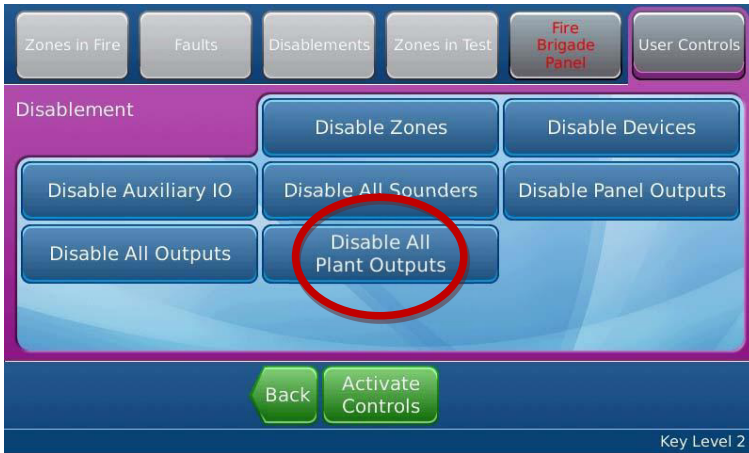 Zones in Fire
Faults
Disablements
Zones in Test
Fire
Brigade
Panel
User Controls
Disablement
Disable Zones
Disable Devices
Disable Auxiliary IO
Disable All Sounders
Disable Panel Outputs
Disable All Outputs
Disable All
Plant Outputs
Back
Activate
Controls
Key Level 2